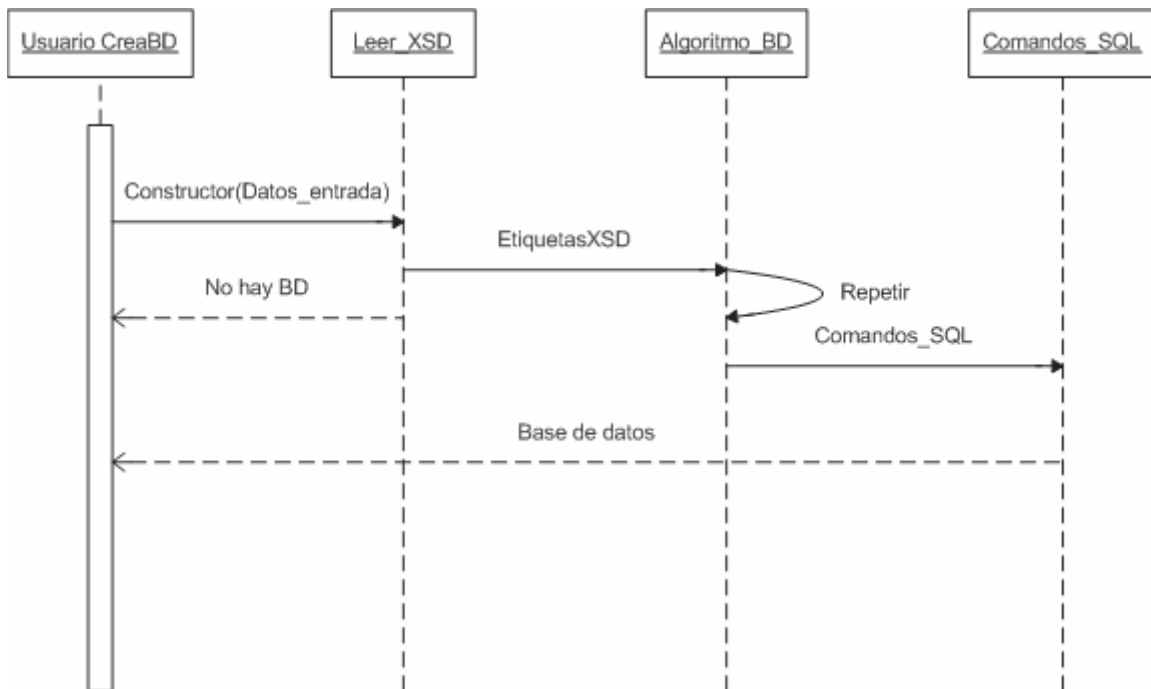 Usuario CreaBD
Leer_XSD
Algoritmo_BD
Comandos_SQL
Constructor(Datos_entrada)
EtiquetasXSD
No hay BD
Repetir
Comandos_SQL
Base de datos